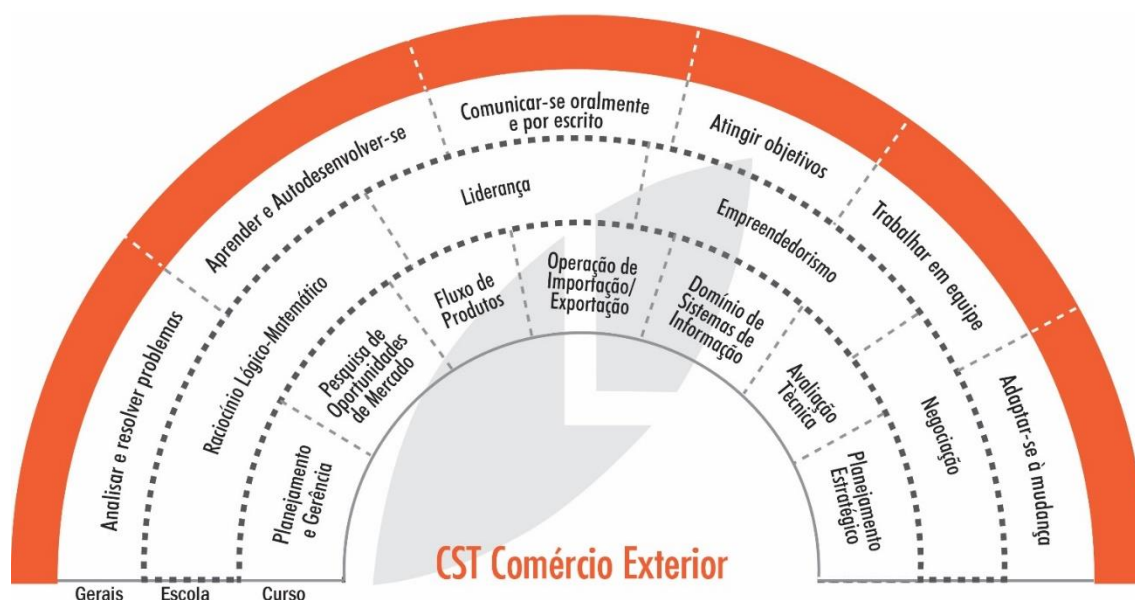 Analisar e resolver problemas
Aprender e Autodesenvolver-se
Comunicar-se oralmente
e por escrito
Atingir objetivos
Trabalhar em equipe
Adaptar-se à mudança
Raciocínio Lógico-Matemático
Liderança
Empreendedorismo
Negociação
Planejamento
e Gerência
Pesquisa de
Oportunidades
de Mercado
Fluxo de
Produtos
Operação de
Importação/
Exportação
Domínio de
Sistemas de
Informação
Avaliação
Tècnica
Planejamento
Estratégico
CST Comércio Exterior
Gerais
Escola
Curso